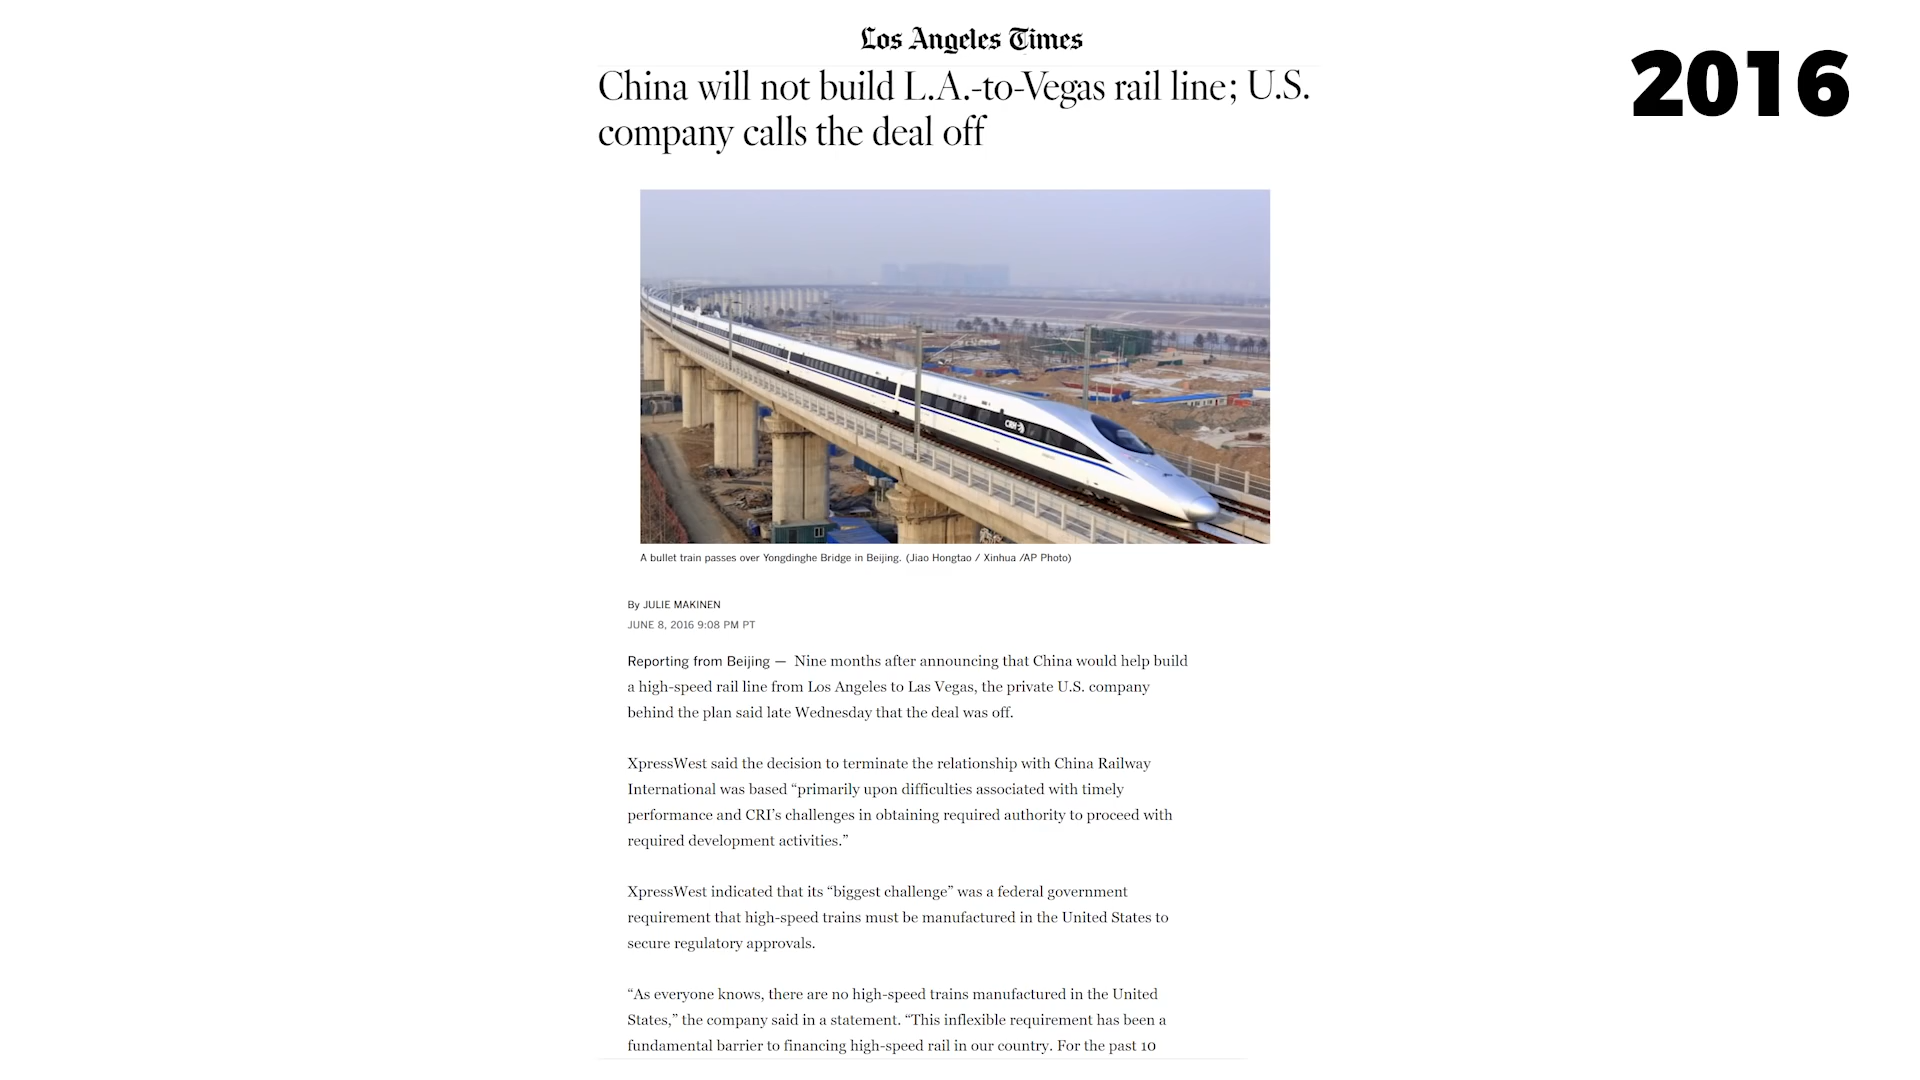 Los Angeles Times
2016
China will not build L.A.-to-Vegas rail line; U.S.
company calls the deal off
CRH
A bullet train passes over Yongdinghe Bridge in Beijing. (Jiao Hongtao / Xinhua /AP Photo)
By JULIE MAKINEN
JUNE 8, 2016 9:08 PM PT
Reporting from Beijing — Nine months after announcing that China would help build
a high-speed rail line from Los Angeles to Las Vegas, the private U.S. company
behind the plan said late Wednesday that the deal was off.
XpressWest said the decision to terminate the relationship with China Railway
International was based “primarily upon difficulties associated with timely
performance and CRI’s challenges in obtaining required authority to proceed with
required development activities.”
XpressWest indicated that its “biggest challenge” was a federal government
requirement that high-speed trains must be manufactured in the United States to
secure regulatory approvals.
“As everyone knows, there are no high-speed trains manufactured in the United
States,” the company said in a statement. “This inflexible requirement has been a
fundamental barrier to financing high-speed rail in our country. For the past 10